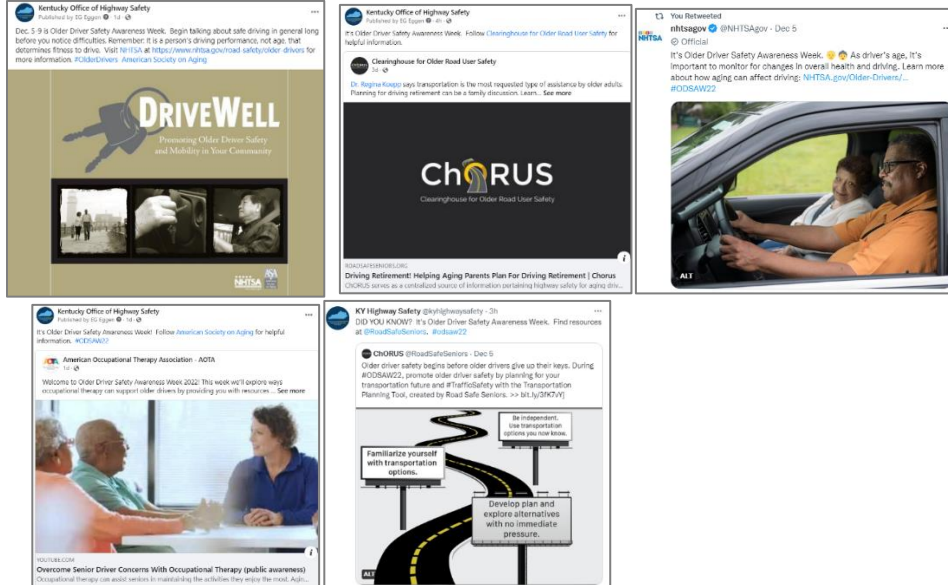 Kentucky Office of Highway Safety
Published by EG Eggen · 1d ·
Dec. 5-9 is Older Driver Safety Awareness Week. Begin talking about safe driving in general long
before you notice difficulties. Remember: It is a person's driving performance, not age, that
determines fitness to drive. Visit NHTSA at https://www.nhtsa.gov/road-safety/older-drivers for
more information. #OlderDrivers American Society on Aging
DRIVEWELL
Promoting Older Driver Safety
and Mobility in Your Community
NHTSA
ASA
Kentucky Office of Highway Safety
Published by EG Eggen · 4h ·
It's Older Driver Safety Awareness Week. Follow Clearinghouse for Older Road User Safety for
helpful information.
Clearinghouse for Older Road User Safety
3d ·
Dr. Regina Koepp says transportation is the most requested type of assistance by older adults.
Planning for driving retirement can be a family discussion. Learn... See more
ChORUS
Clearinghouse for Older Road User Safety
ROADSAFESENIORS.ORG
Driving Retirement! Helping Aging Parents Plan For Driving Retirement | Chorus
ChORUS serves as a centralized source of information pertaining highway safety for aging driv...
You Retweeted
NHTSA
nhtsagov @NHTSAgov · Dec 5
Official
It's Older Driver Safety Awareness Week. 👵 👴 As driver's age, It's
important to monitor for changes in overall health and driving. Learn more
about how aging can affect driving: NHTSA.gov/Older-Drivers/...
#ODSAW22
ALT
Kentucky Office of Highway Safety
Published by EG Eggen · 1d ·
It's Older Driver Safety Awareness Week! Follow American Society on Aging for helpful
information. #ODSAW22
AOTA
American Occupational Therapy Association - AOTA
1d ·
Welcome to Older Driver Safety Awareness Week 2022! This week we'll explore ways
occupational therapy can support older drivers by providing you with resources ... See more
YOUTUBE.COM
Overcome Senior Driver Concerns With Occupational Therapy (public awareness)
Occupational therapy can assist seniors in maintaining the activities they enjoy the most. Agin...
KY Highway Safety @kyhighwaysafety · 3h
DID YOU KNOW? It's Older Driver Safety Awareness Week. Find resources
at @RoadSafeSeniors. #odsaw22
ChORUS @RoadSafeSeniors · Dec 5
Older driver safety begins before older drivers give up their keys. During
#ODSAW22, promote older driver safety by planning for your
transportation future and #TrafficSafety with the Transportation
Planning Tool, created by Road Safe Seniors. >>
Be independent.
Use transportation
options you now know.
Familiarize yourself
with transportation
options.
Develop plan and
explore alternatives
with no immediate
pressure.
ALT